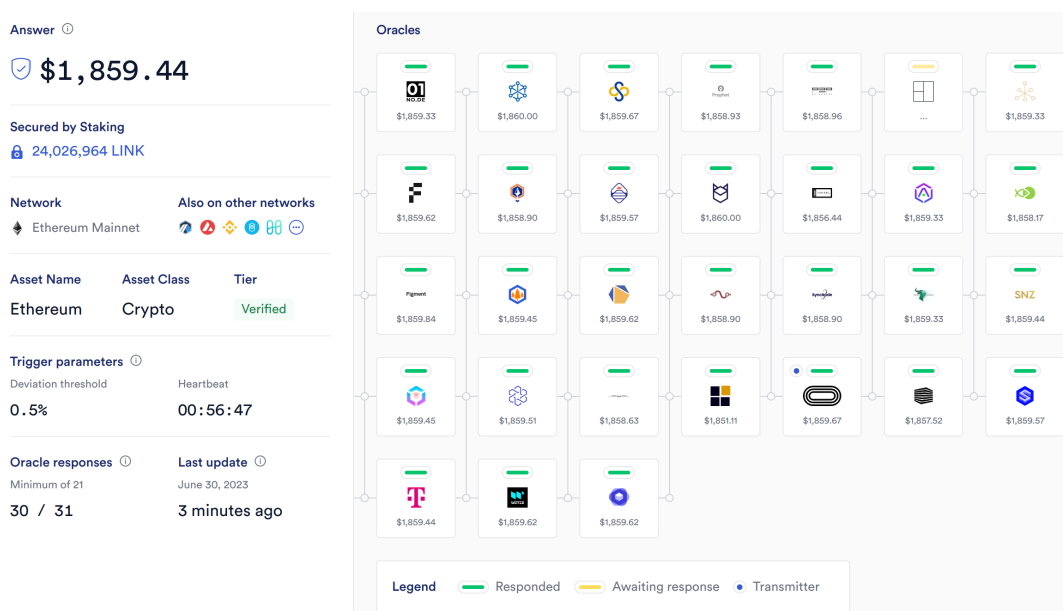 Answer
$1,859.44
Secured by Staking
24,026,964 LINK
Network
Also on other networks
Ethereum Mainnet
Asset Name
Asset Class
Tier
Ethereum
Crypto
Verified
Trigger parameters
Deviation threshold
Heartbeat
0.5%
00:56:47
Oracle responses
Last update
Minimum of 21
June 30, 2023
30 / 31
3 minutes ago
Oracles
01
NO.DE
Prophet
$1,859.33
$1,860.00
$1,859.67
$1,858.93
$1,858.96
...
$1,859.33
$1,859.62
$1,858.90
$1,859.57
$1,860.00
$1,856.44
$1,859.33
$1,858.17
Figment
SNZ
$1,859.84
$1,859.45
$1,859.62
$1,858.90
$1,858.90
$1,859.33
$1,859.44
$1,859.45
$1,859.51
$1,858.63
$1,851.11
$1,859.67
$1,857.52
$1,859.57
T
$1,859.44
$1,859.62
$1,859.62
Legend
Responded
Awaiting response
Transmitter